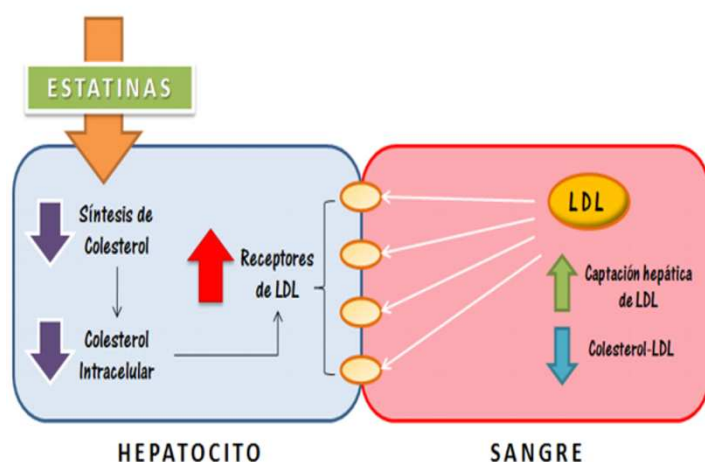 ESTATINAS
Síntesis de
Colesterol
Colesterol
Intracelular
Receptores
de LDL
LDL
Captación hepática
de LDL
Colesterol-LDL
HEPATOCITO
SANGRE